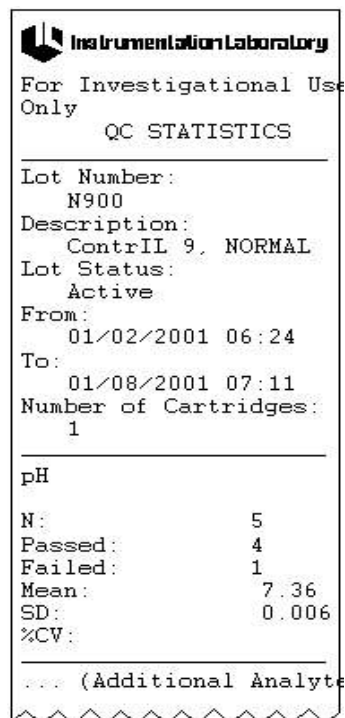 Instrumentation Laboratory
For Investigational Use
Only
QC STATISTICS
Lot Number:
N900
Description:
ContrIL 9, NORMAL
Lot Status:
Active
From:
01/02/2001 06:24
To:
01/08/2001 07:11
Number of Cartridges:
1
pH
N: 5
Passed: 4
Failed: 1
Mean: 7.36
SD: 0.006
%CV:
... (Additional Analyte